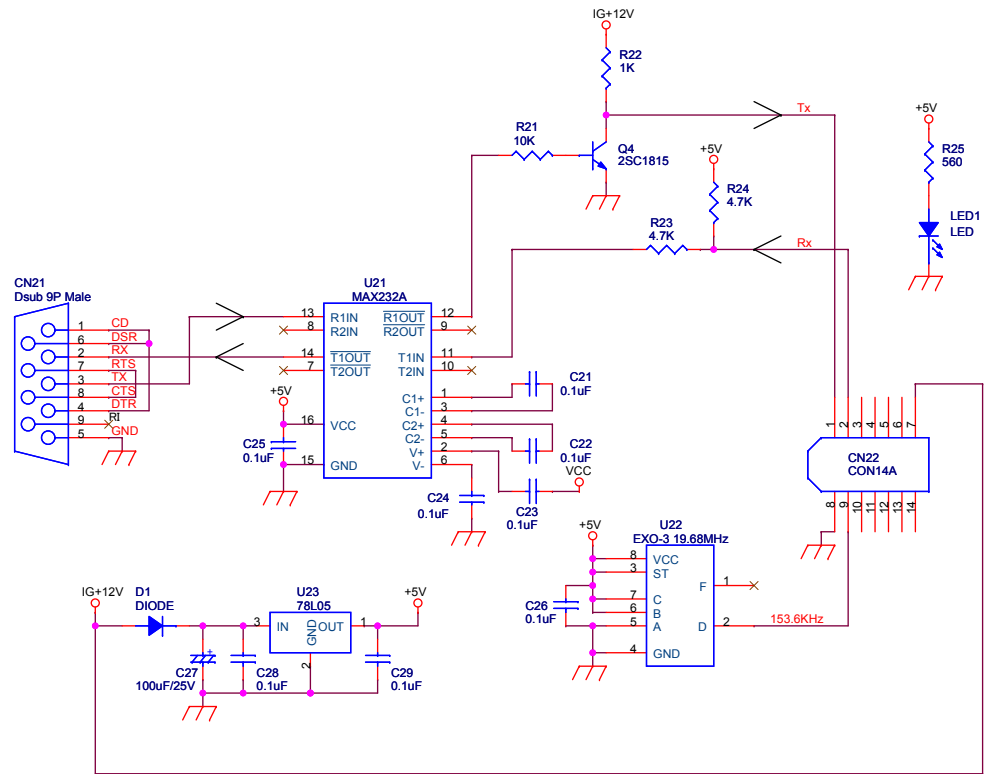 IG+12V
R22
1K
Tx
+5V
R21
10K
Q4
2SC1815
+5V
R25
560
R24
4.7K
R23
4.7K
Rx
LED1
LED
CN21
Dsub 9P Male
1 CD
6 DSR
2 RX
7 RTS
3 TX
8 CTS
4 DTR
9 RI
5 GND
U21
MAX232A
13 R1IN R1OUT 12
8 R2IN R2OUT 9
14 T1OUT T1IN 11
7 T2OUT T2IN 10
C1+ 1
C1- 3
16 VCC C2+ 4
C2- 5
V+ 2
15 GND V- 6
+5V
C25
0.1uF
C21
0.1uF
C22
0.1uF
VCC
C23
0.1uF
C24
0.1uF
1 2 3 4 5 6 7
CN22
CON14A
8 9 10 11 12 13 14
+5V
U22
EXO-3 19.68MHz
8 VCC
3 ST
F 1
7 C
6 B
5 A
D 2
4 GND
153.6KHz
C26
0.1uF
IG+12V
D1
DIODE
U23
78L05
+5V
3 IN GND OUT 1
2
+
C27
100uF/25V
C28
0.1uF
C29
0.1uF